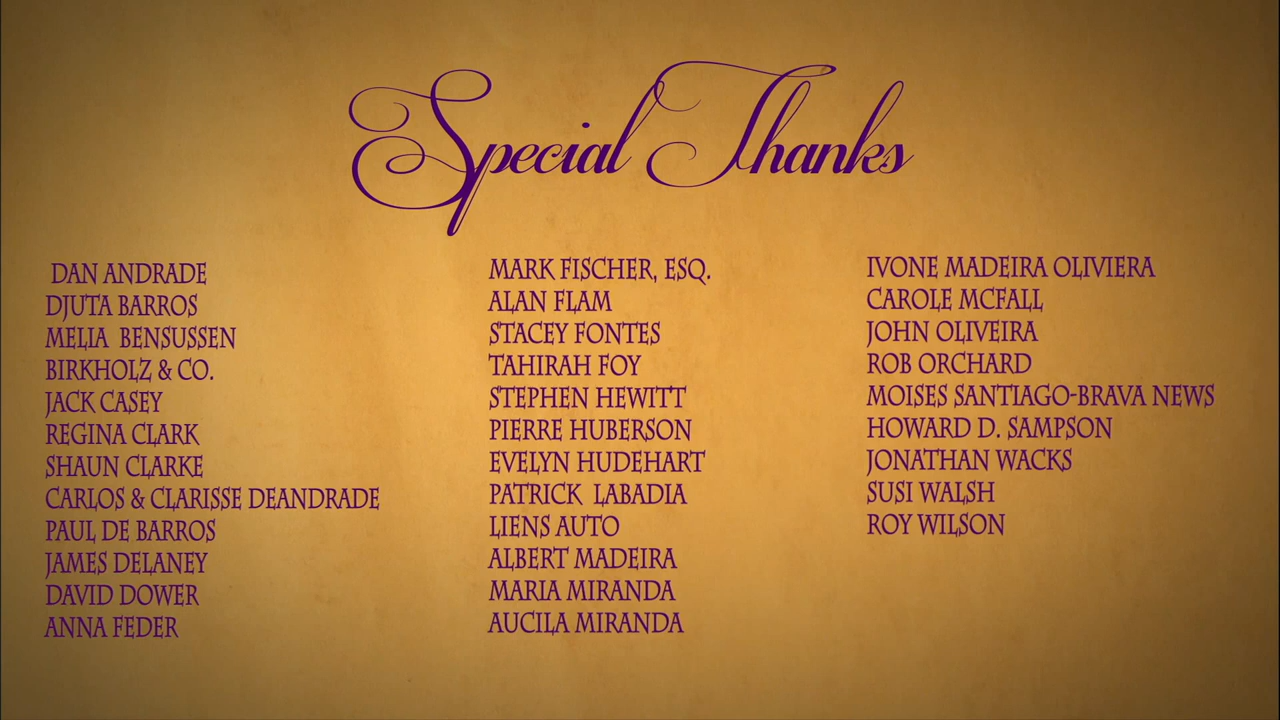 Special Thanks
DAN ANDRADE
DJUTA BARROS
MELIA BENSUSSEN
BIRKHOLZ & CO.
JACK CASEY
REGINA CLARK
SHAUN CLARKE
CARLOS & CLARISSE DEANDRADE
PAUL DE BARROS
JAMES DELANEY
DAVID DOWER
ANNA FEDER
MARK FISCHER, ESQ.
ALAN FLAM
STACEY FONTES
TAHIRAH FOY
STEPHEN HEWITT
PIERRE HUBERSON
EVELYN HUDEHART
PATRICK LABADIA
LIENS AUTO
ALBERT MADEIRA
MARIA MIRANDA
AUCILA MIRANDA
IVONE MADEIRA OLIVIERA
CAROLE MCFALL
JOHN OLIVEIRA
ROB ORCHARD
MOISES SANTIAGO-BRAVA NEWS
HOWARD D. SAMPSON
JONATHAN WACKS
SUSI WALSH
ROY WILSON